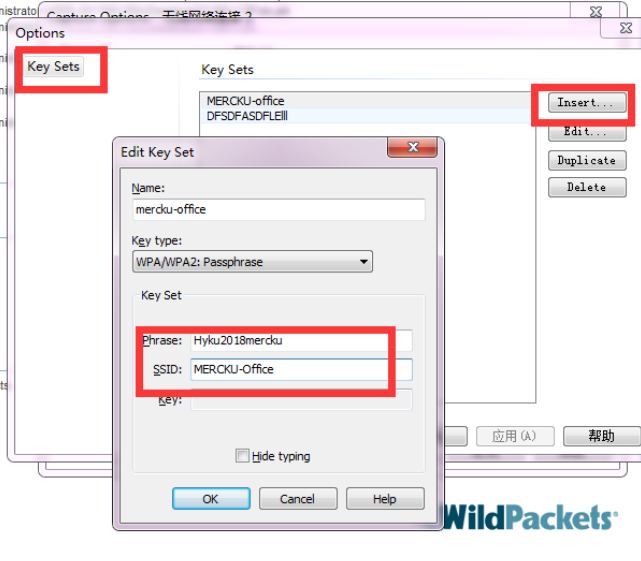 Capture Options - 无线网络连接 2
Options
Key Sets
Key Sets
MERCKU-office
DFSDFASDFLElll
Insert...
Edit...
Duplicate
Delete
Edit Key Set
Name:
mercku-office
Key type:
WPA/WPA2: Passphrase
Key Set
Phrase: Hyku2018mercku
SSID: MERCKU-Office
Key:
Hide typing
OK Cancel Help
应用(A) 帮助
WildPackets